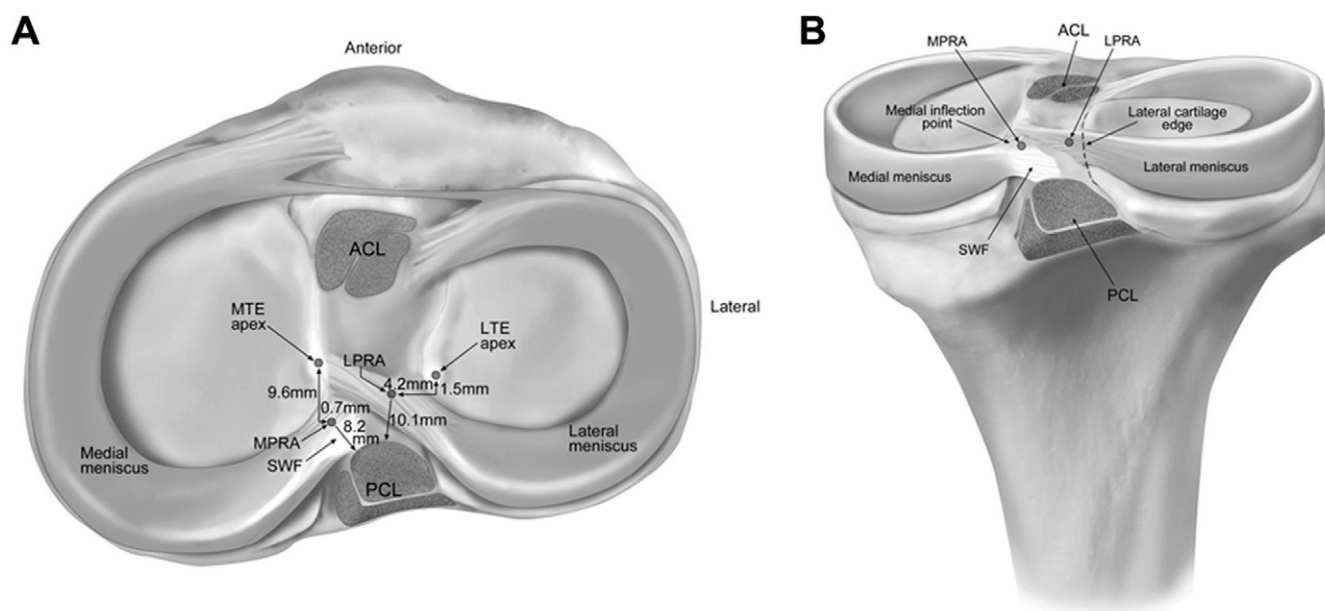 A
Anterior
ACL
MTE
apex
LPRA
LTE
apex
Lateral
4.2mm
1.5mm
9.6mm
0.7mm
10.1mm
8.2
mm
MPRA
SWF
Medial
meniscus
Lateral
meniscus
PCL
B
MPRA
ACL
LPRA
Medial inflection
point
Lateral cartilage
edge
Medial meniscus
Lateral meniscus
SWF
PCL